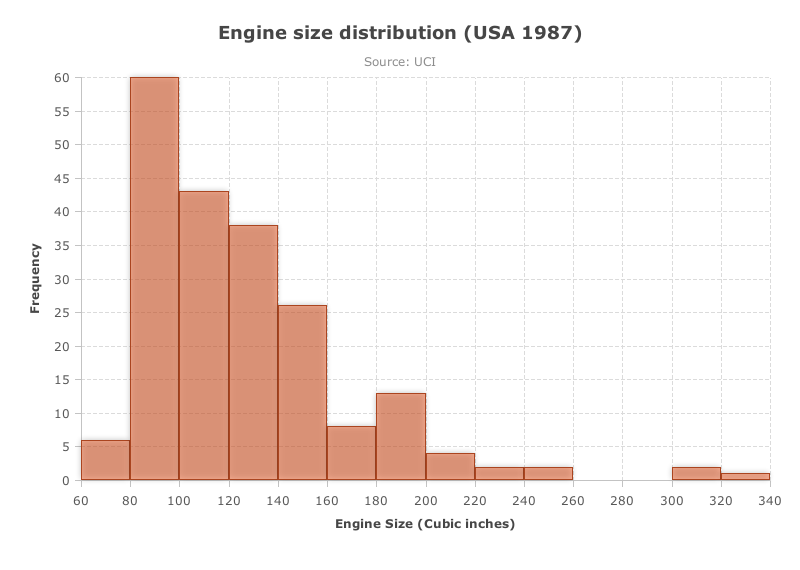 Engine size distribution (USA 1987)
Source: UCI
60
55
50
45
40
35
30
25
20
15
10
5
0
Frequency
60 80 100 120 140 160 180 200 220 240 260 280 300 320 340
Engine Size (Cubic inches)